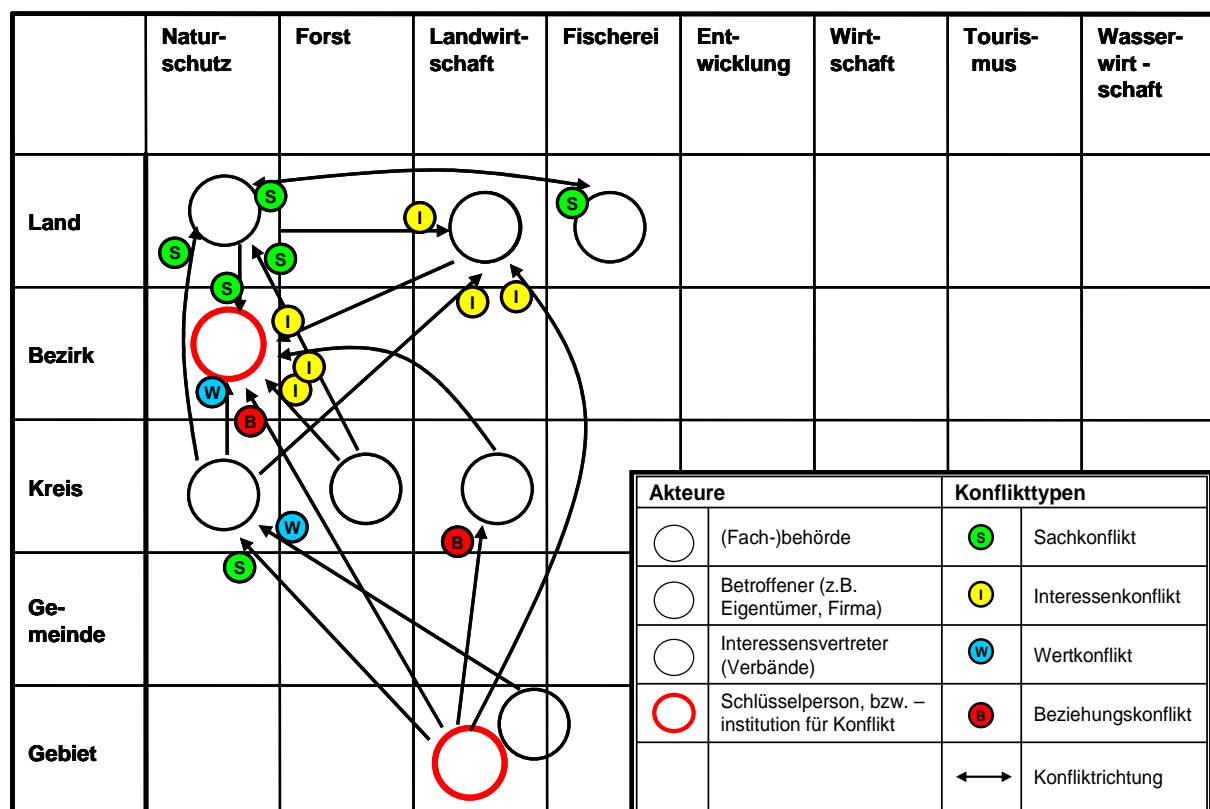 Natur-
schutz
Forst
Landwirt-
schaft
Fischerei
Ent-
wicklung
Wirt-
schaft
Touris-
mus
Wasser-
wirt -
schaft
Land
S
S
I
S
S
S
Bezirk
S
I
I
I
I
I
W
B
Kreis
W
B
S
Ge-
meinde
Gebiet
Akteure
Konflikttypen
(Fach-)behörde
S
Sachkonflikt
Betroffener (z.B.
Eigentümer, Firma)
I
Interessenkonflikt
Interessensvertreter
(Verbände)
W
Wertkonflikt
Schlüsselperson, bzw. –
institution für Konflikt
B
Beziehungskonflikt
Konfliktrichtung